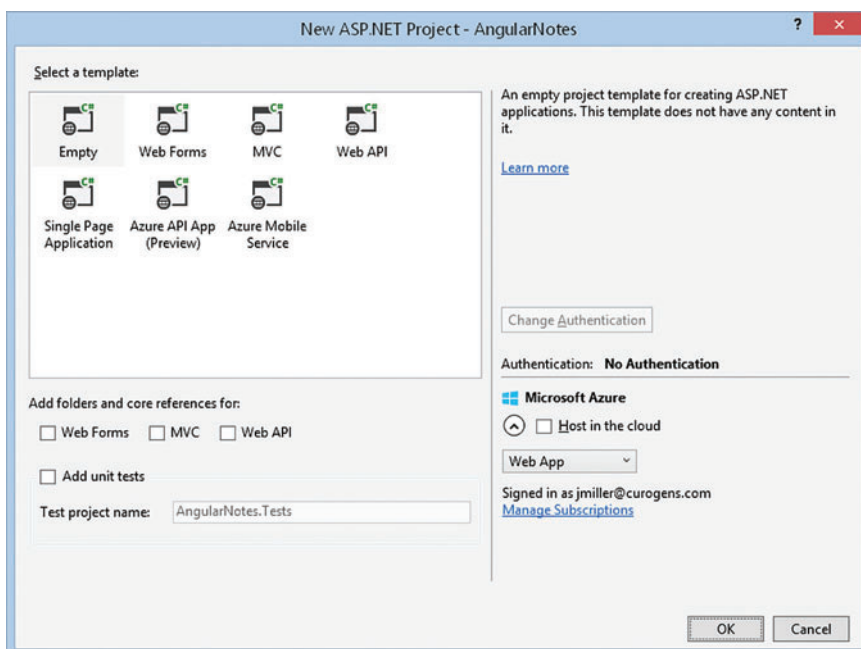 New ASP.NET Project - AngularNotes
?
Select a template:
C#
C#
C#
C#
Empty
Web Forms
MVC
Web API
C#
C#
C#
Single Page
Application
Azure API App
(Preview)
Azure Mobile
Service
Add folders and core references for:
Web Forms
MVC
Web API
Add unit tests
Test project name:
AngularNotes.Tests
An empty project template for creating ASP.NET
applications. This template does not have any content in
it.
Learn more
Change Authentication
Authentication: No Authentication
Microsoft Azure
Host in the cloud
Web App
Signed in as jmiller@curogens.com
Manage Subscriptions
OK
Cancel